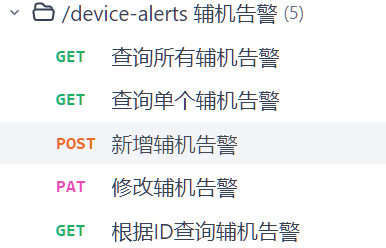 /device-alerts 辅机告警 (5)
GET 查询所有辅机告警
GET 查询单个辅机告警
POST 新增辅机告警
PAT 修改辅机告警
GET 根据ID查询辅机告警